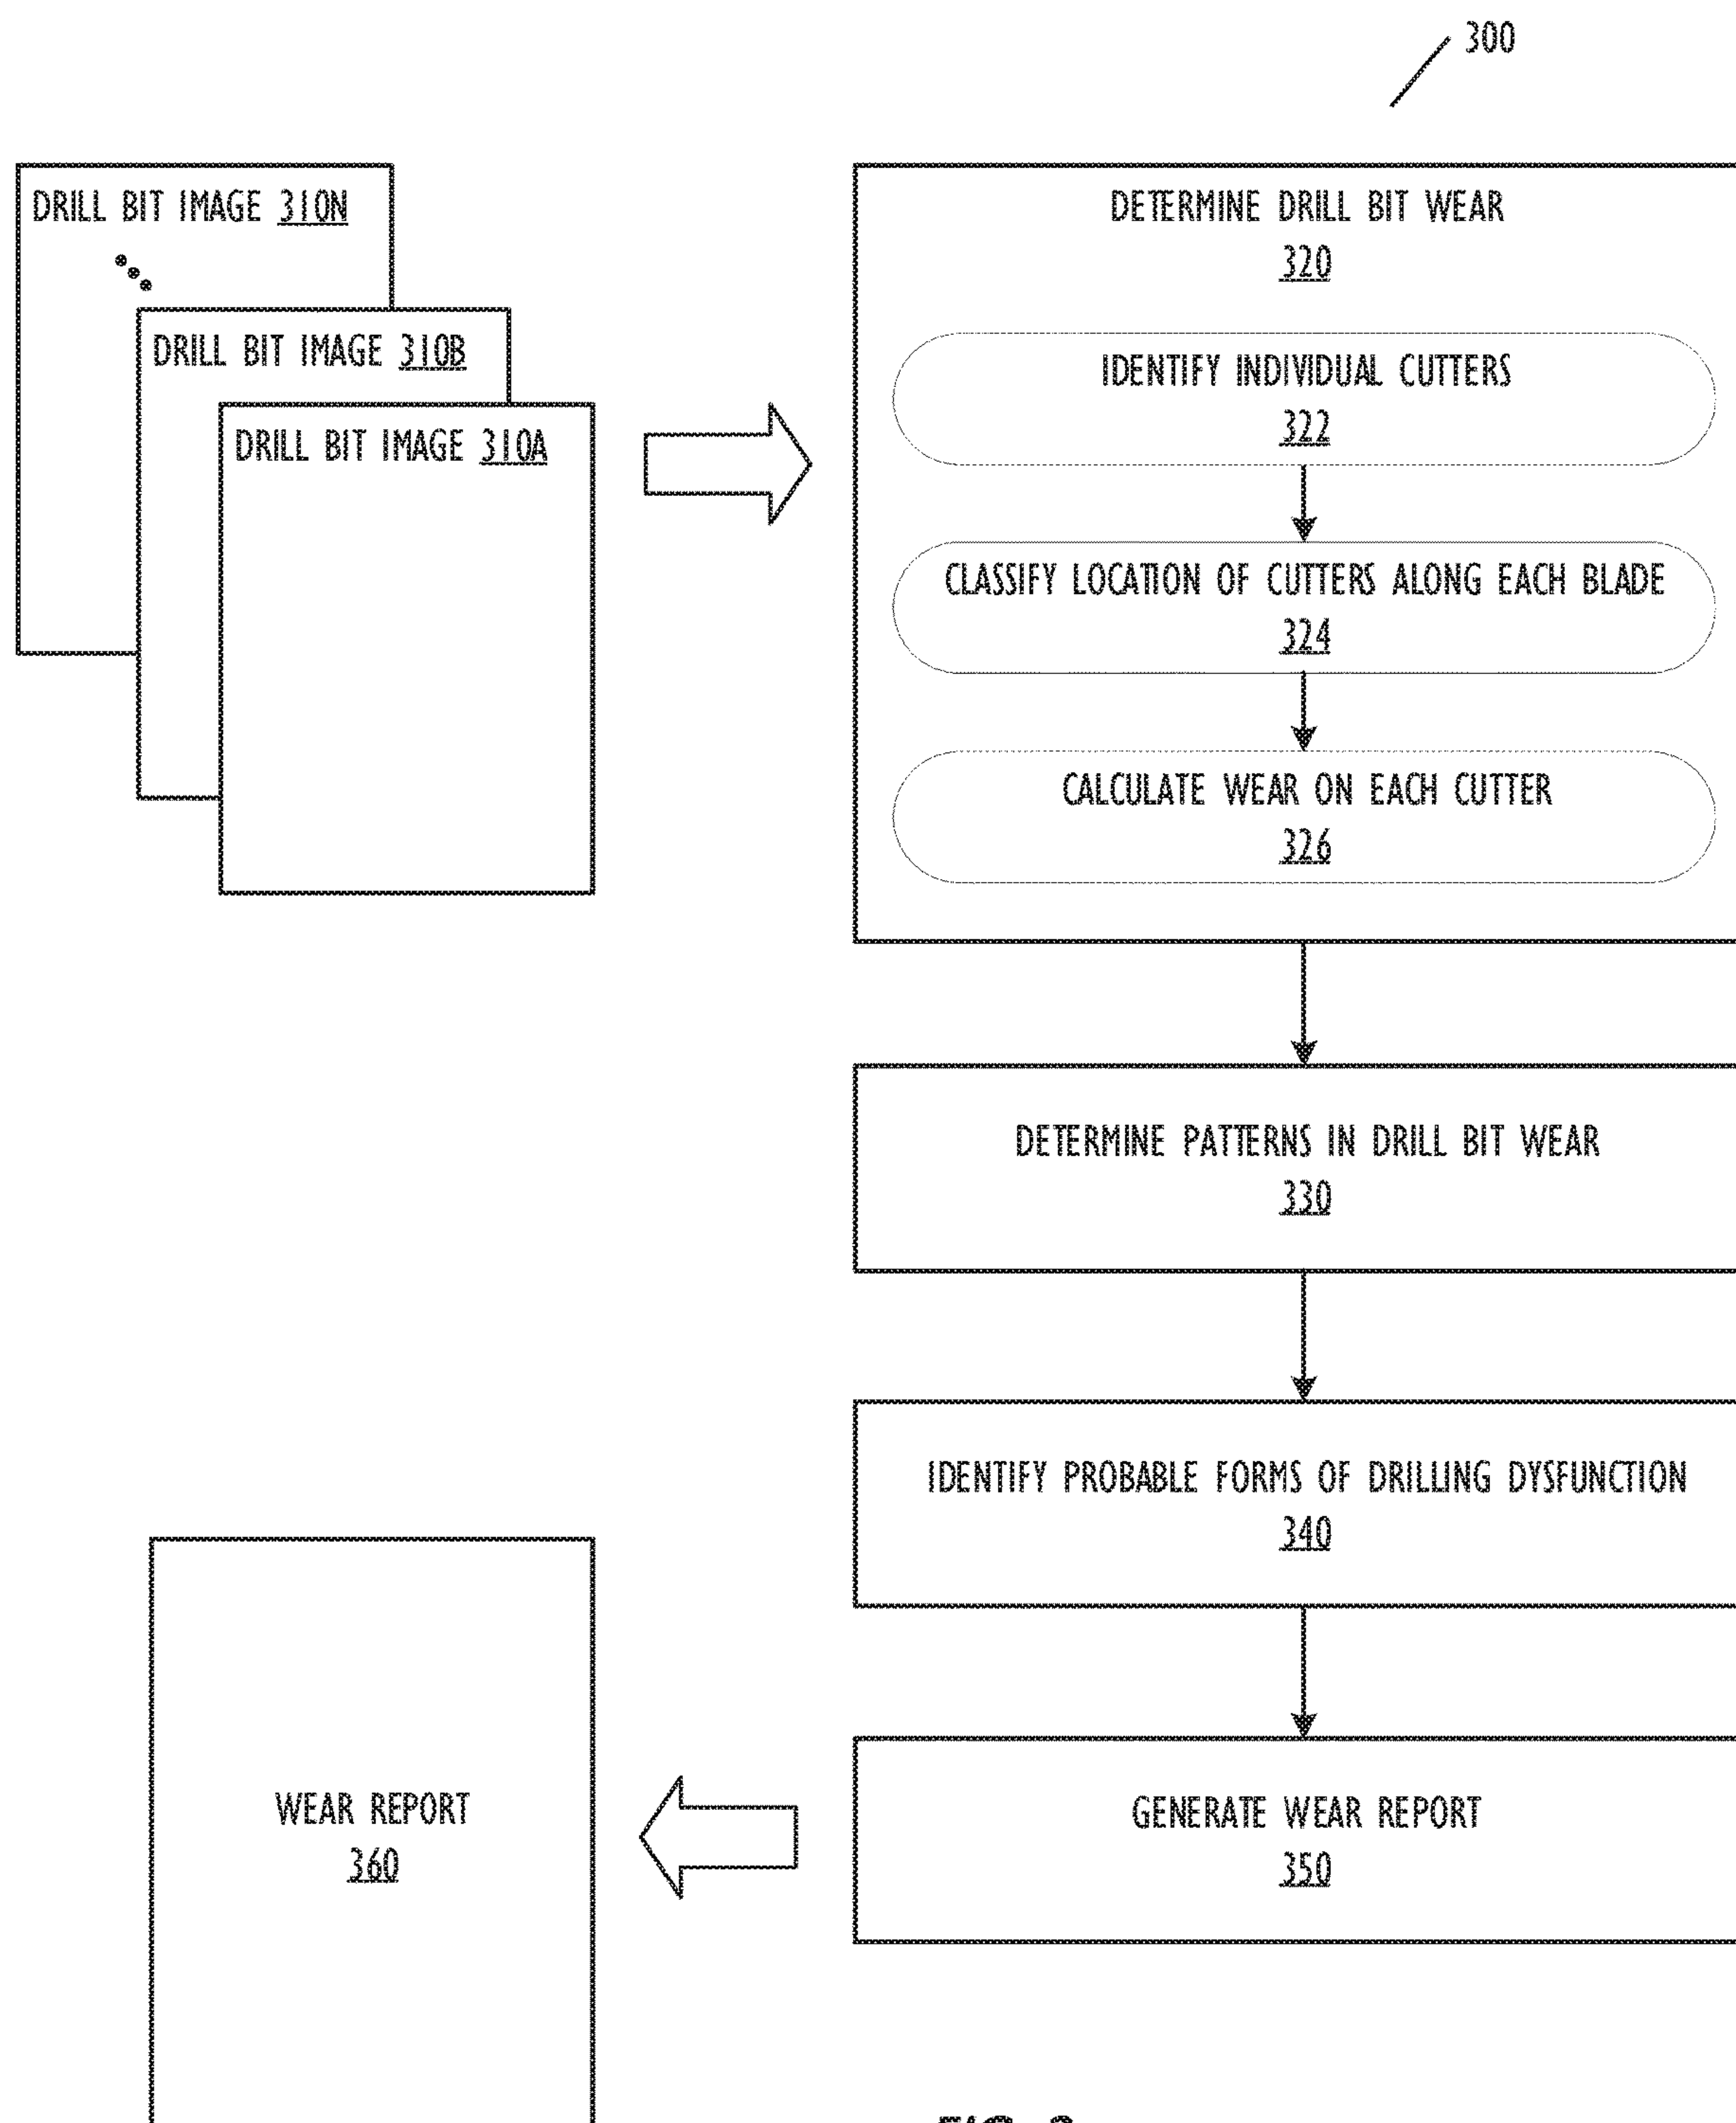 300
DRILL BIT IMAGE 310N
DRILL BIT IMAGE 310B
DRILL BIT IMAGE 310A
DETERMINE DRILL BIT WEAR
320
IDENTIFY INDIVIDUAL CUTTERS
322
CLASSIFY LOCATION OF CUTTERS ALONG EACH BLADE
324
CALCULATE WEAR ON EACH CUTTER
326
DETERMINE PATTERNS IN DRILL BIT WEAR
330
IDENTIFY PROBABLE FORMS OF DRILLING DYSFUNCTION
340
GENERATE WEAR REPORT
350
WEAR REPORT
360